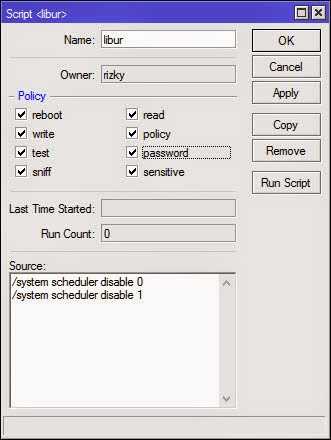 Script <libur>
Name: libur
OK
Owner: rizky
Cancel
Policy
Apply
reboot read
write policy
Copy
test password
Remove
sniff sensitive
Run Script
Last Time Started:
Run Count: 0
Source:
/system scheduler disable 0
/system scheduler disable 1